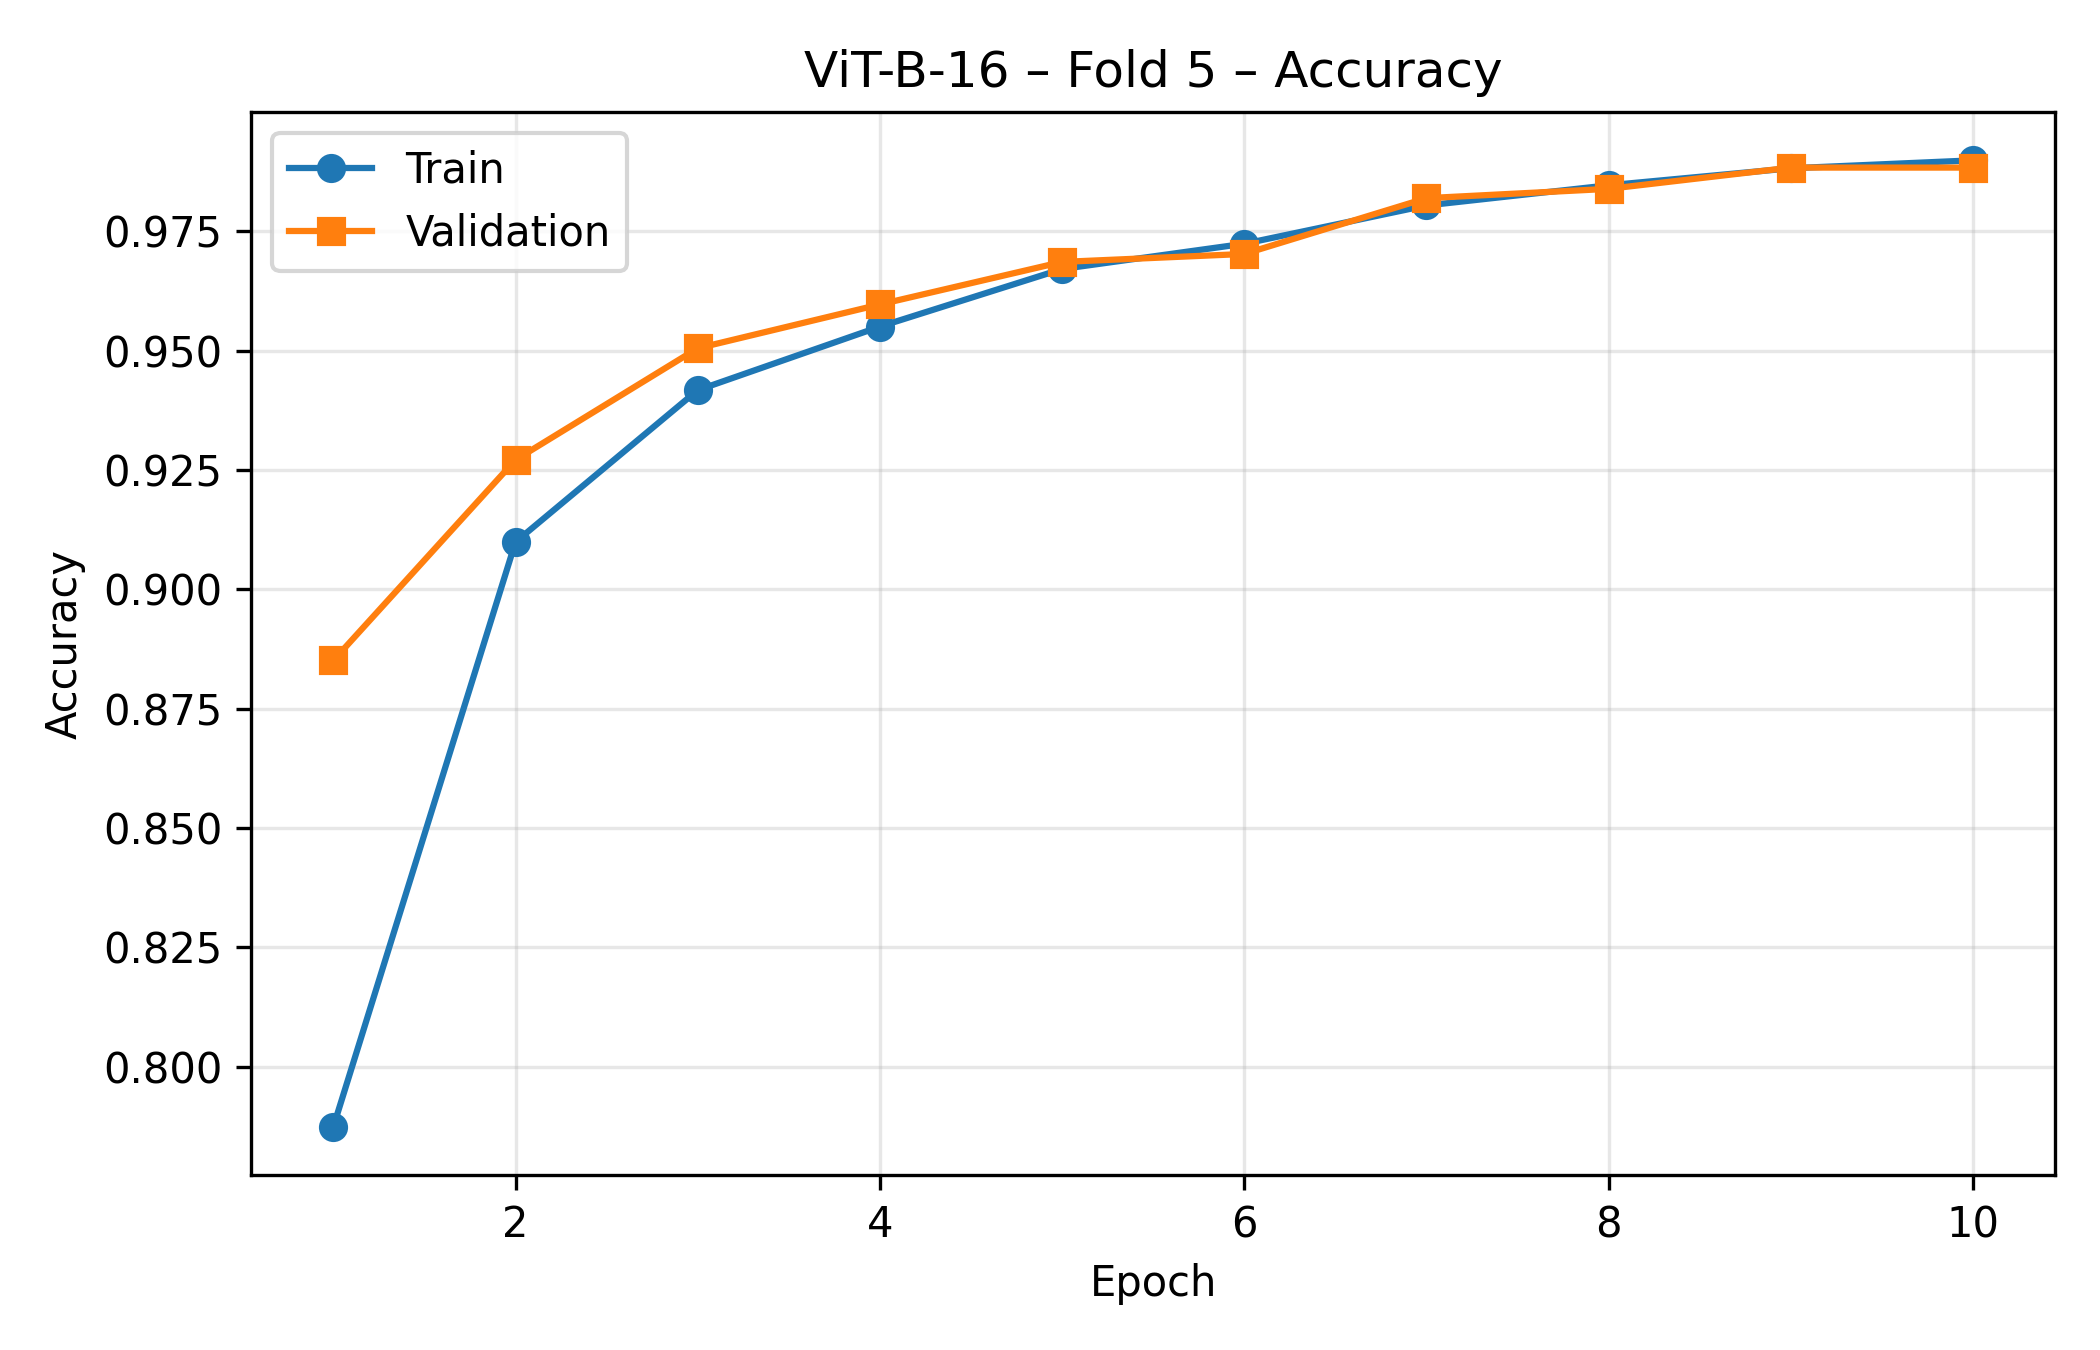 ViT-B-16 – Fold 5 – Accuracy
Train
Validation
0.975
0.950
0.925
0.900
0.875
0.850
0.825
0.800
Accuracy
2 4 6 8 10
Epoch